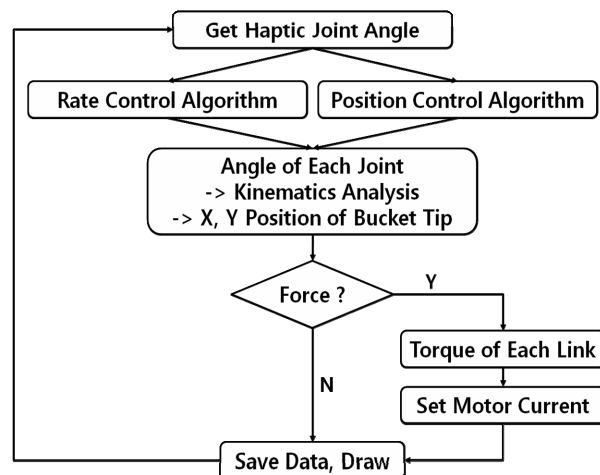 Get Haptic Joint Angle
Rate Control Algorithm
Position Control Algorithm
Angle of Each Joint
-> Kinematics Analysis
-> X, Y Position of Bucket Tip
Force ?
Y
Torque of Each Link
N
Set Motor Current
Save Data, Draw